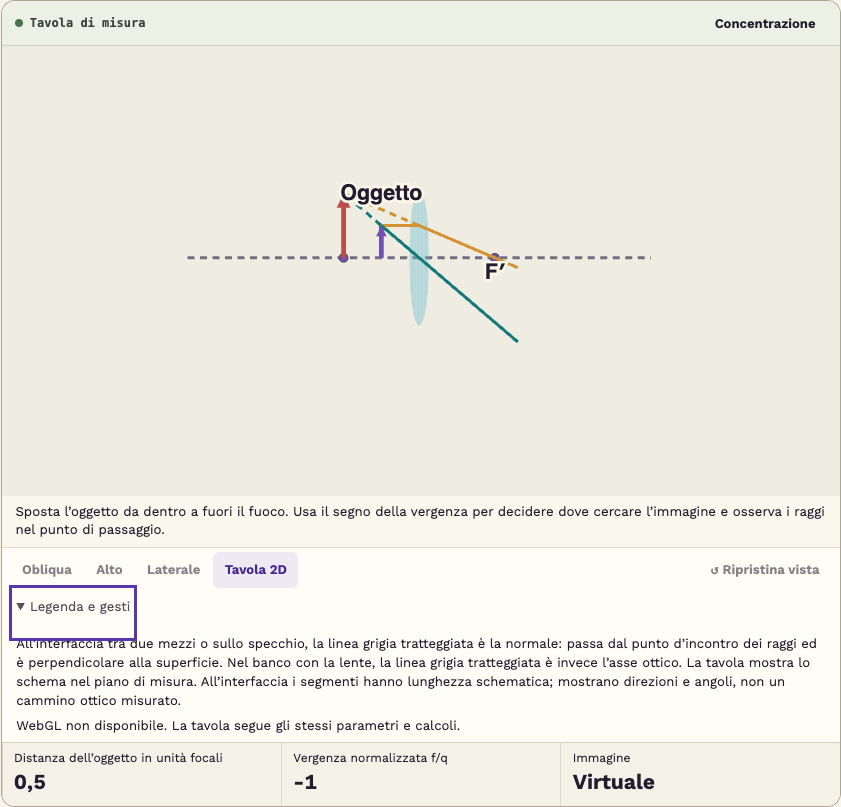 Tavola di misura
Concentrazione
Oggetto
F′
Sposta l’oggetto da dentro a fuori il fuoco. Usa il segno della vergenza per decidere dove cercare l’immagine e osserva i raggi
nel punto di passaggio.
Obliqua
Alto
Laterale
Tavola 2D
↺ Ripristina vista
▼ Legenda e gesti
All’interfaccia tra due mezzi o sullo specchio, la linea grigia tratteggiata è la normale: passa dal punto d’incontro dei raggi ed
è perpendicolare alla superficie. Nel banco con la lente, la linea grigia tratteggiata è invece l’asse ottico. La tavola mostra lo
schema nel piano di misura. All’interfaccia i segmenti hanno lunghezza schematica; mostrano direzioni e angoli, non un
cammino ottico misurato.
WebGL non disponibile. La tavola segue gli stessi parametri e calcoli.
Distanza dell’oggetto in unità focali
0,5
Vergenza normalizzata f/q
-1
Immagine
Virtuale